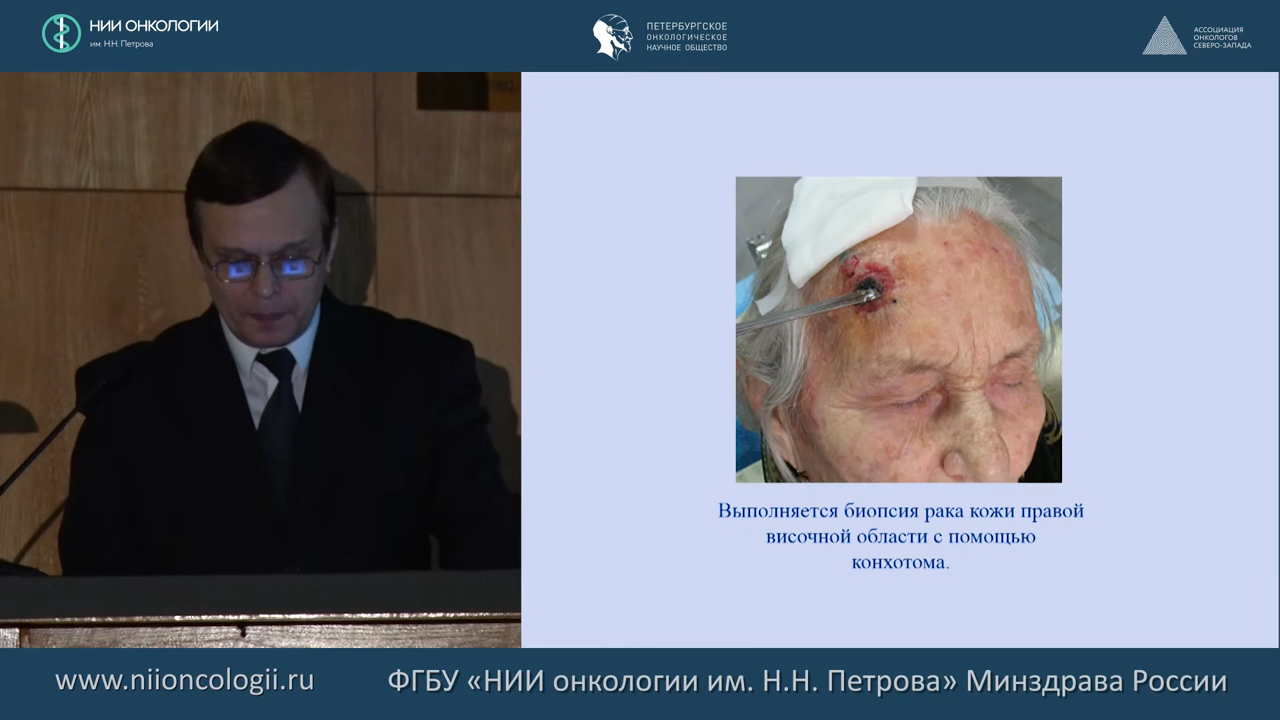 НИИ ОНКОЛОГИИ
им. Н.Н. Петрова
ПЕТЕРБУРГСКОЕ
ОНКОЛОГИЧЕСКОЕ
НАУЧНОЕ ОБЩЕСТВО
АССОЦИАЦИЯ
ОНКОЛОГОВ
СЕВЕРО-ЗАПАДА
Выполняется биопсия рака кожи правой
височной области с помощью
конхотома.
www.niioncologii.ru
ФГБУ «НИИ онкологии им. Н.Н. Петрова» Минздрава России